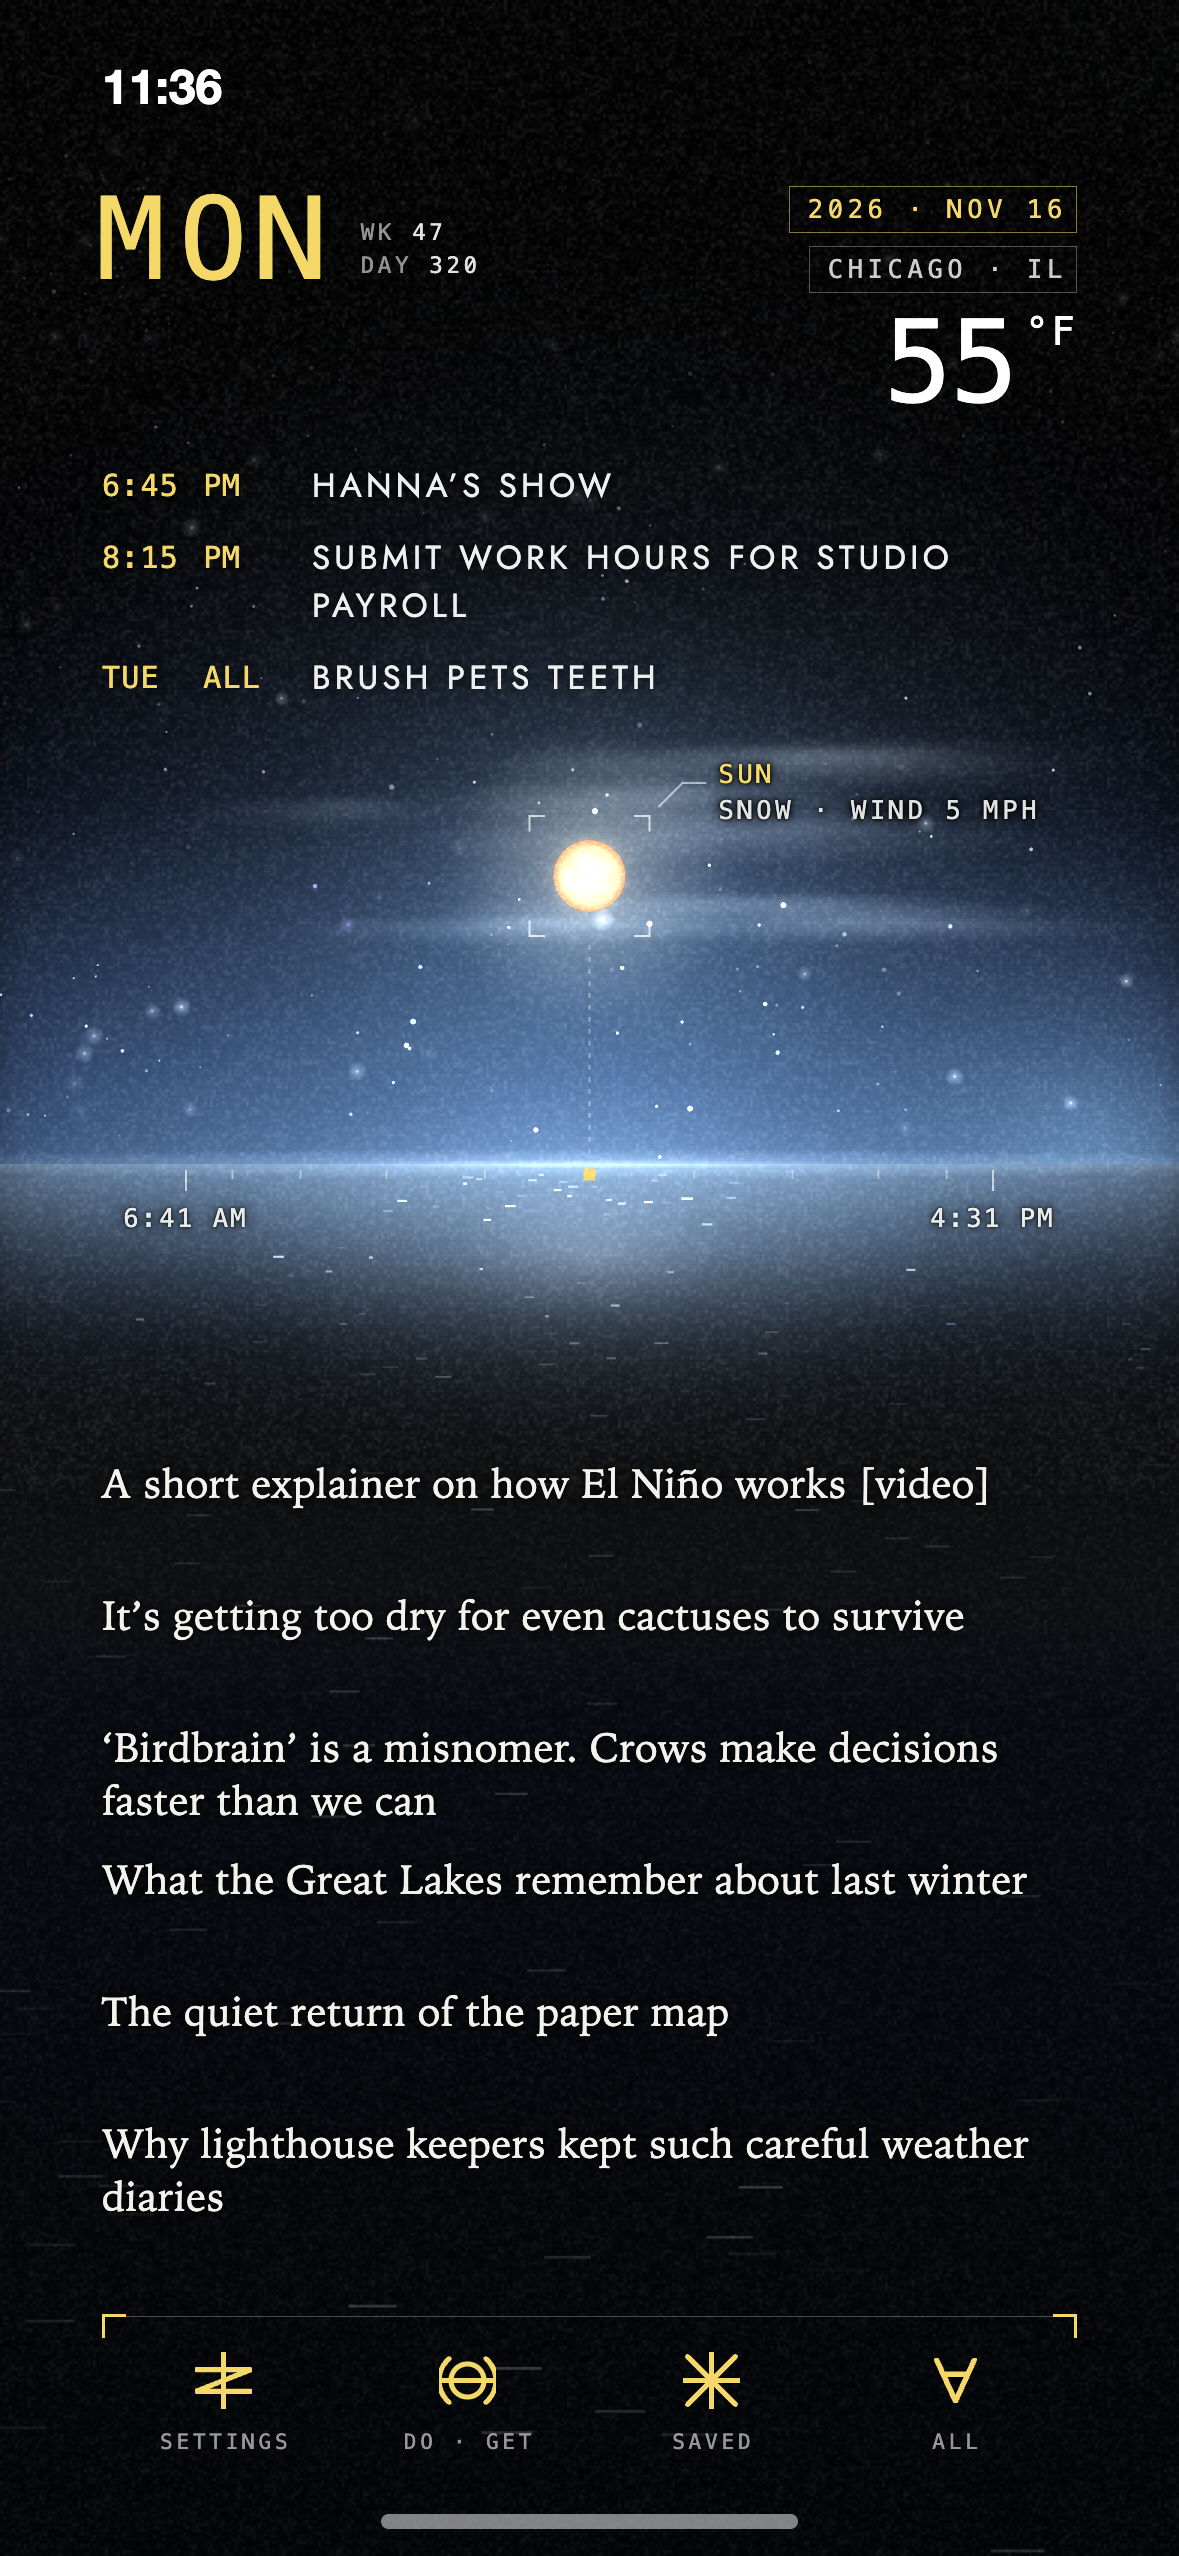 11:36
MON
WK 47
DAY 320
2026 · NOV 16
CHICAGO · IL
55 °F
6:45 PM HANNA’S SHOW
8:15 PM SUBMIT WORK HOURS FOR STUDIO
PAYROLL
TUE ALL BRUSH PETS TEETH
SUN
SNOW · WIND 5 MPH
6:41 AM
4:31 PM
A short explainer on how El Niño works [video]
It’s getting too dry for even cactuses to survive
‘Birdbrain’ is a misnomer. Crows make decisions
faster than we can
What the Great Lakes remember about last winter
The quiet return of the paper map
Why lighthouse keepers kept such careful weather
diaries
SETTINGS
DO · GET
SAVED
ALL